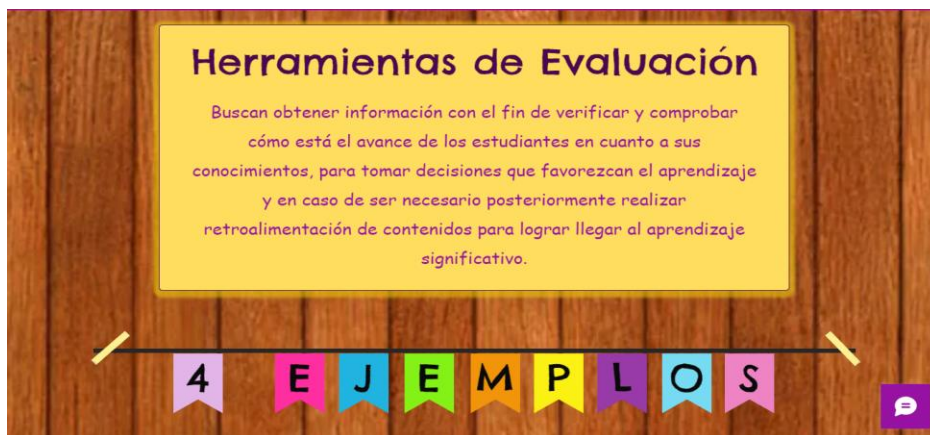 Herramientas de Evaluación
Buscan obtener información con el fin de verificar y comprobar
cómo está el avance de los estudiantes en cuanto a sus
conocimientos, para tomar decisiones que favorezcan el aprendizaje
y en caso de ser necesario posteriormente realizar
retroalimentación de contenidos para lograr llegar al aprendizaje
significativo.
4 EJEMPLOS